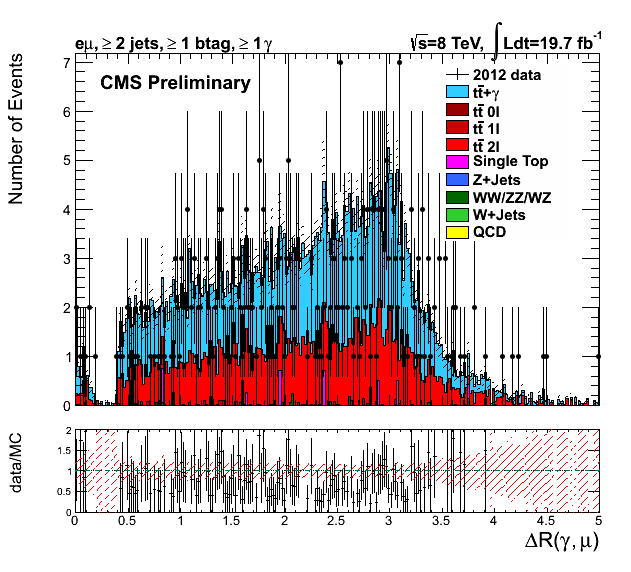 eμ, ≥ 2 jets, ≥ 1 btag, ≥ 1 γ
√s=8 TeV, ∫ Ldt=19.7 fb⁻¹
CMS Preliminary
2012 data
tt̄+γ
tt̄ 0l
tt̄ 1l
tt̄ 2l
Single Top
Z+Jets
WW/ZZ/WZ
W+Jets
QCD
Number of Events
7
6
5
4
3
2
1
0
data/MC
2
1.5
1
0.5
0
0 0.5 1 1.5 2 2.5 3 3.5 4 4.5 5
ΔR(γ, μ)